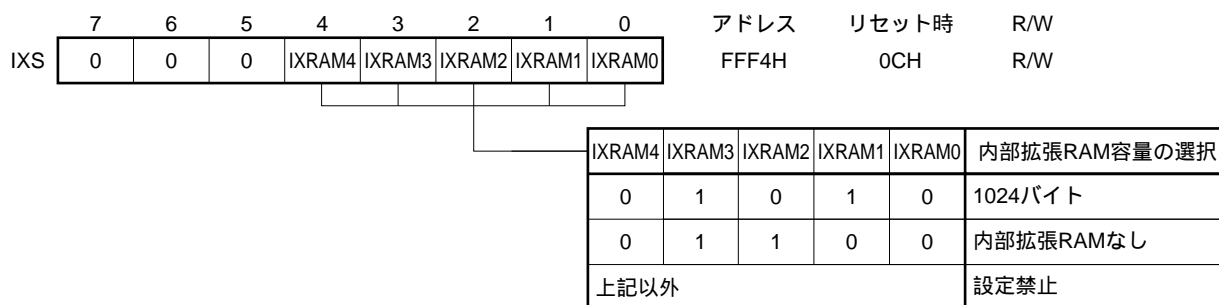 7 6 5 4 3 2 1 0 アドレス リセット時 R/W
IXS 0 0 0 IXRAM4 IXRAM3 IXRAM2 IXRAM1 IXRAM0 FFF4H 0CH R/W
IXRAM4 IXRAM3 IXRAM2 IXRAM1 IXRAM0 内部拡張RAM容量の選択
0 1 0 1 0 1024バイト
0 1 1 0 0 内部拡張RAMなし
上記以外 設定禁止